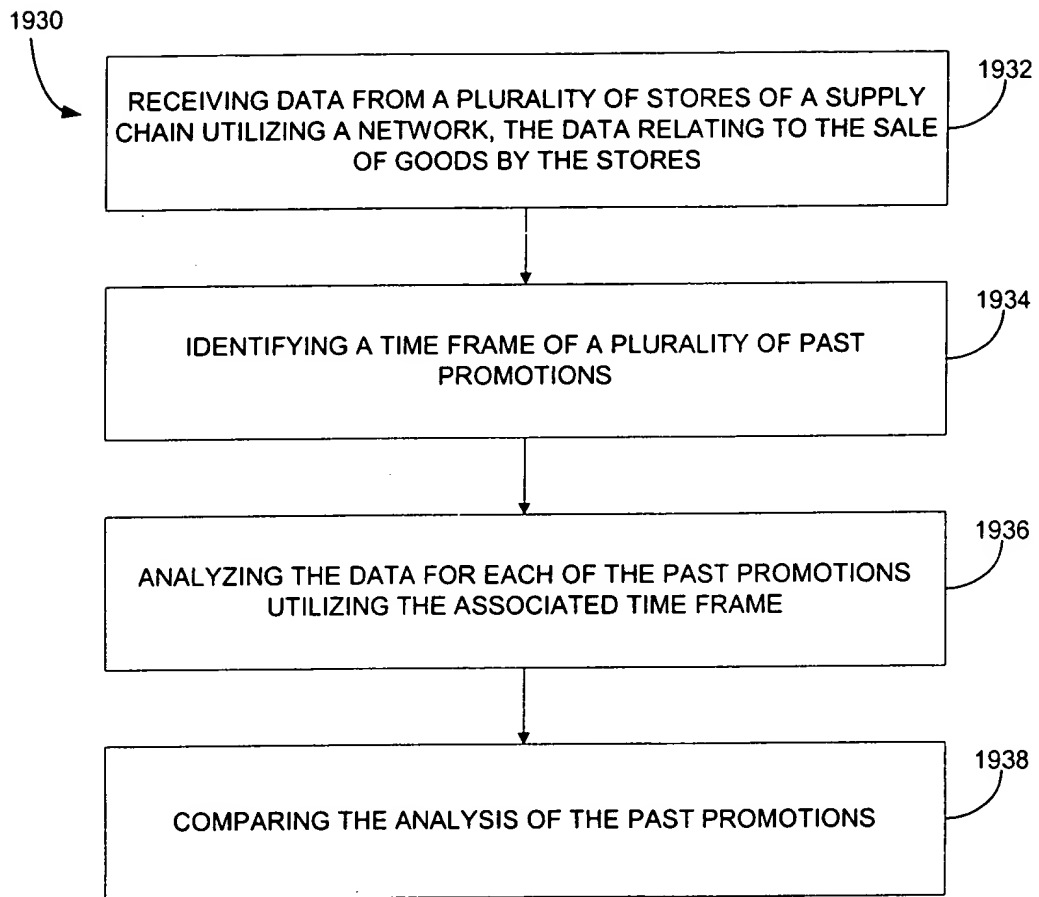 1930
1932
RECEIVING DATA FROM A PLURALITY OF STORES OF A SUPPLY
CHAIN UTILIZING A NETWORK, THE DATA RELATING TO THE SALE
OF GOODS BY THE STORES
1934
IDENTIFYING A TIME FRAME OF A PLURALITY OF PAST
PROMOTIONS
1936
ANALYZING THE DATA FOR EACH OF THE PAST PROMOTIONS
UTILIZING THE ASSOCIATED TIME FRAME
1938
COMPARING THE ANALYSIS OF THE PAST PROMOTIONS